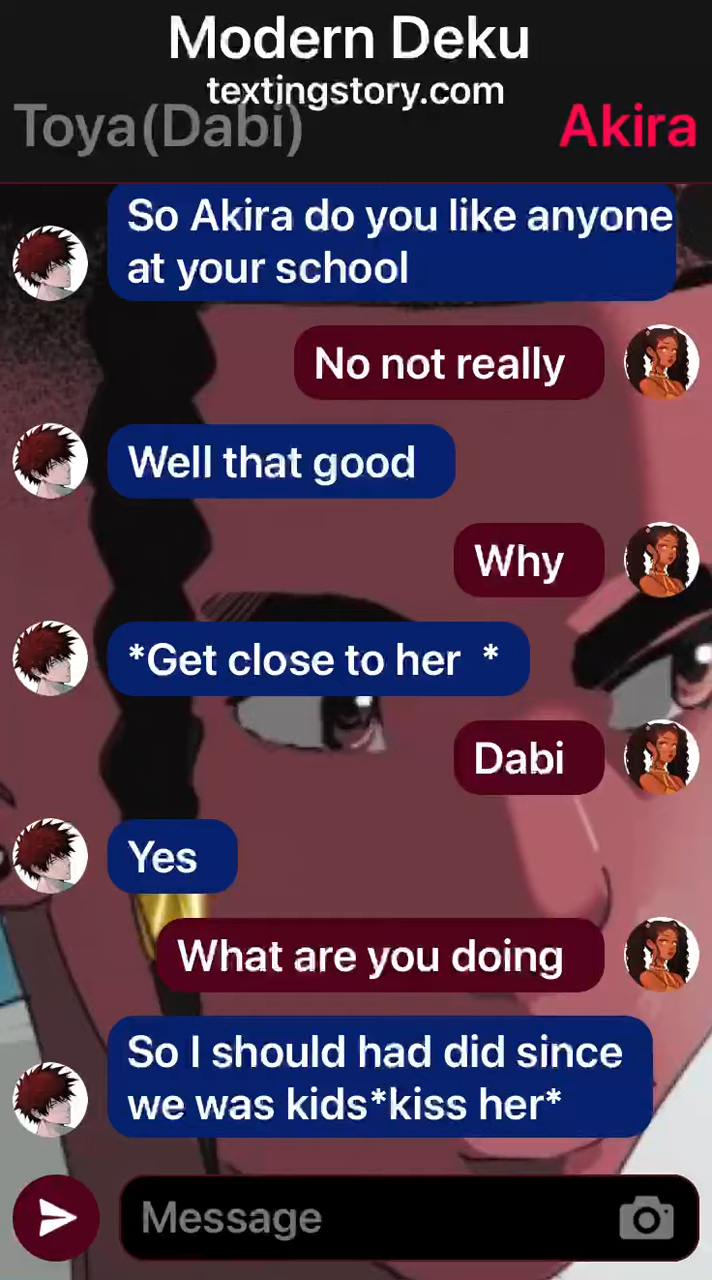 Modern Deku
textingstory.com
Toya(Dabi)
Akira
So Akira do you like anyone
at your school
No not really
Well that good
Why
*Get close to her  *
Dabi
Yes
What are you doing
So I should had did since
we was kids*kiss her*
Message